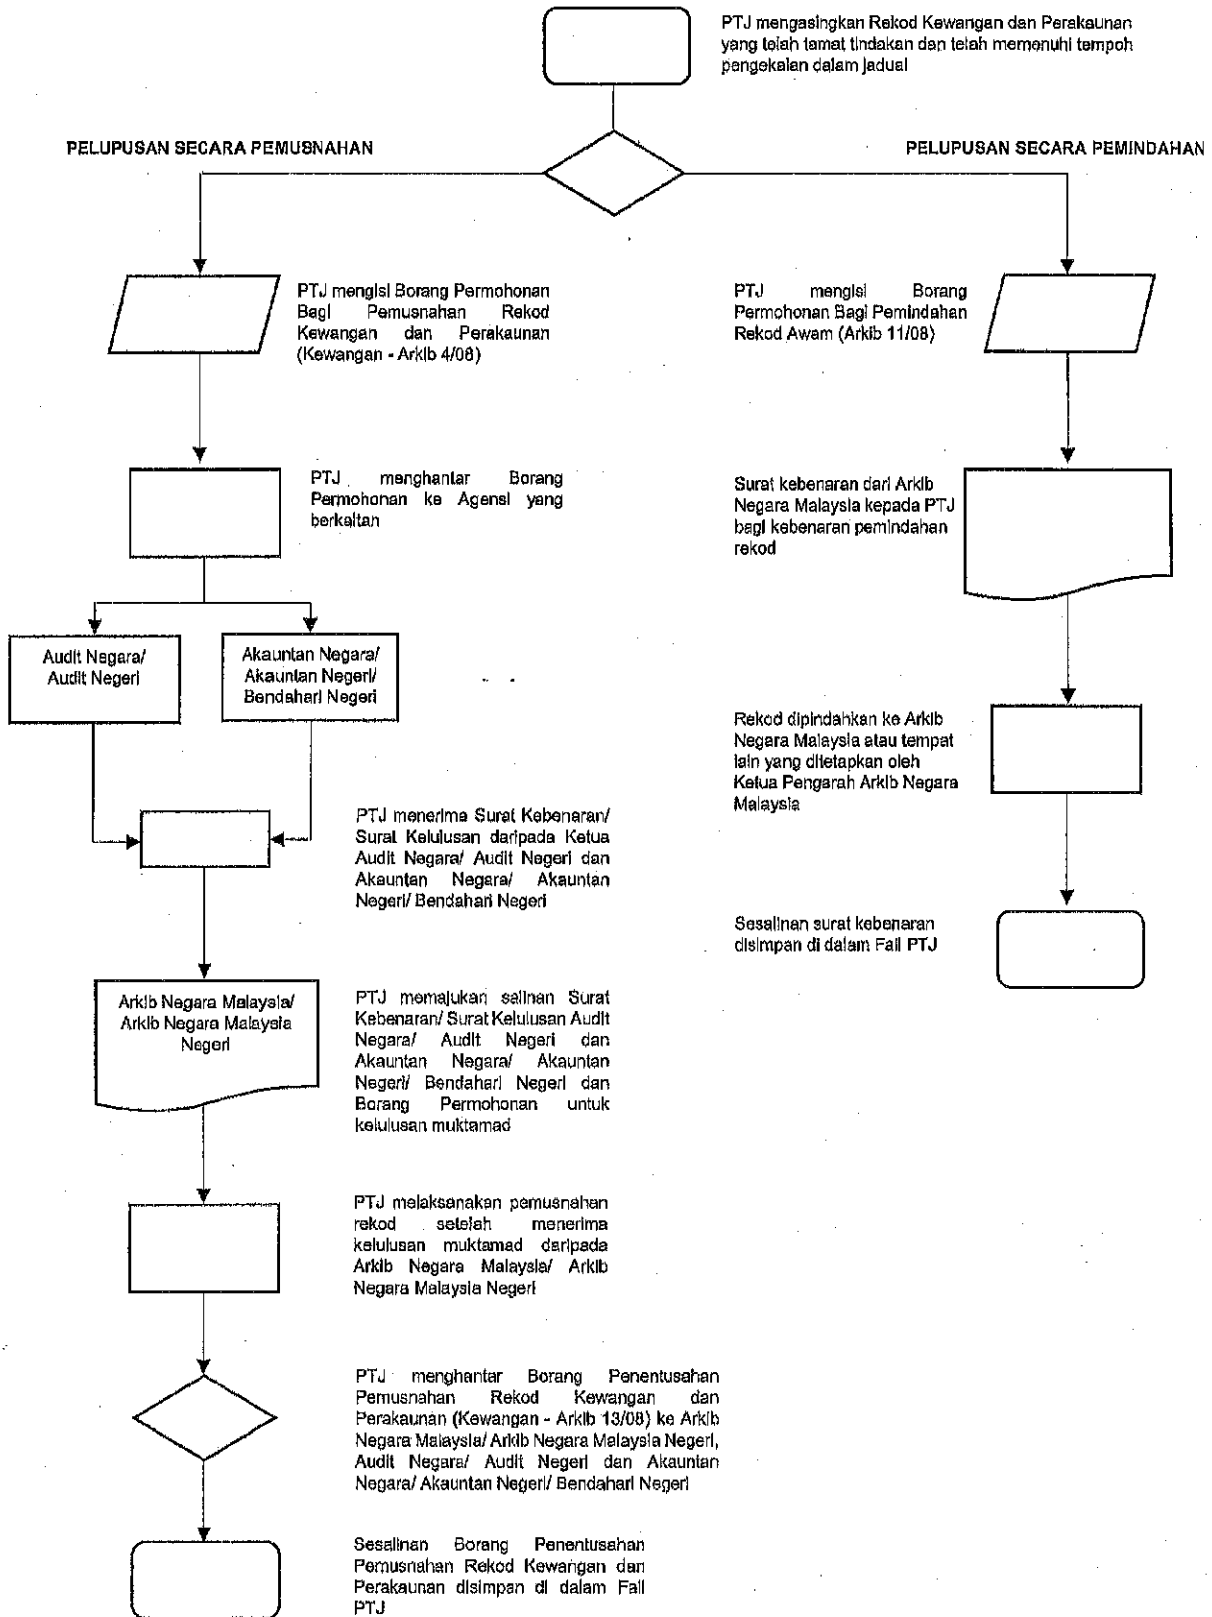 PTJ mengasingkan Rekod Kewangan dan Perakaunan
yang telah tamat tindakan dan telah memenuhi tempoh
pengekalan dalam jadual
PELUPUSAN SECARA PEMUSNAHAN
PELUPUSAN SECARA PEMINDAHAN
PTJ mengisi Borang Permohonan
Bagi Pemusnahan Rekod
Kewangan dan Perakaunan
(Kewangan - Arkib 4/08)
PTJ menghantar Borang
Permohonan ke Agensi yang
berkaitan
Audit Negara/
Audit Negeri
Akauntan Negara/
Akauntan Negeri/
Bendahari Negeri
PTJ menerima Surat Kebenaran/
Surat Kelulusan daripada Ketua
Audit Negara/ Audit Negeri dan
Akauntan Negara/ Akauntan
Negeri/ Bendahari Negeri
Arkib Negara Malaysia/
Arkib Negara Malaysia
Negeri
PTJ memajukan salinan Surat
Kebenaran/ Surat Kelulusan Audit
Negara/ Audit Negeri dan
Akauntan Negara/ Akauntan
Negeri/ Bendahari Negeri dan
Borang Permohonan untuk
kelulusan muktamad
PTJ melaksanakan pemusnahan
rekod setelah menerima
kelulusan muktamad daripada
Arkib Negara Malaysia/ Arkib
Negara Malaysia Negeri
PTJ menghantar Borang Penentusahan
Pemusnahan Rekod Kewangan dan
Perakaunan (Kewangan - Arkib 13/08) ke Arkib
Negara Malaysia/ Arkib Negara Malaysia Negeri,
Audit Negara/ Audit Negeri dan Akauntan
Negara/ Akauntan Negeri/ Bendahari Negeri
Sesalinan Borang Penentusahan
Pemusnahan Rekod Kewangan dan
Perakaunan disimpan di dalam Fail
PTJ
PTJ mengisi Borang
Permohonan Bagi Pemindahan
Rekod Awam (Arkib 11/08)
Surat kebenaran dari Arkib
Negara Malaysia kepada PTJ
bagi kebenaran pemindahan
rekod
Rekod dipindahkan ke Arkib
Negara Malaysia atau tempat
lain yang ditetapkan oleh
Ketua Pengarah Arkib Negara
Malaysia
Sesalinan surat kebenaran
disimpan di dalam Fail PTJ